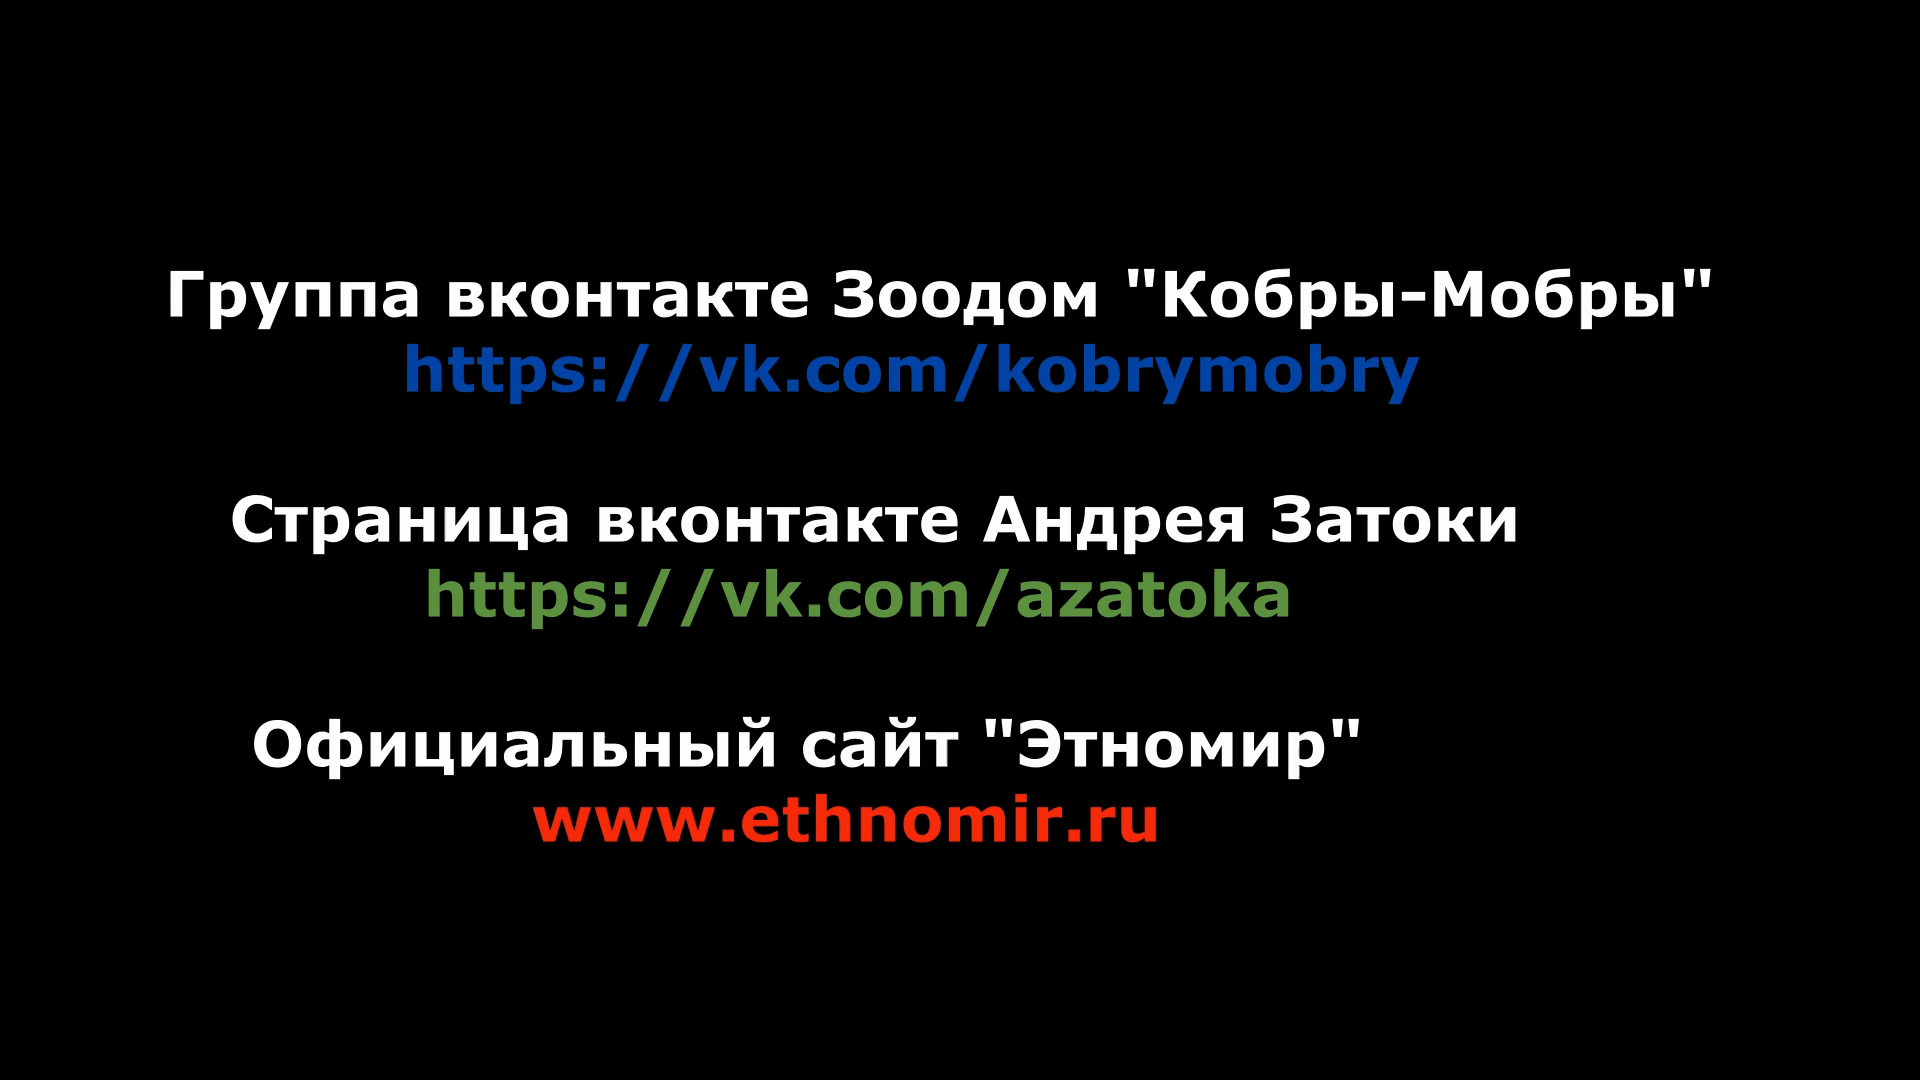 Группа вконтакте Зоодом "Кобры-Мобры"
https://vk.com/kobrymobry
Страница вконтакте Андрея Затоки
https://vk.com/azatoka
Официальный сайт "Этномир"
www.ethnomir.ru